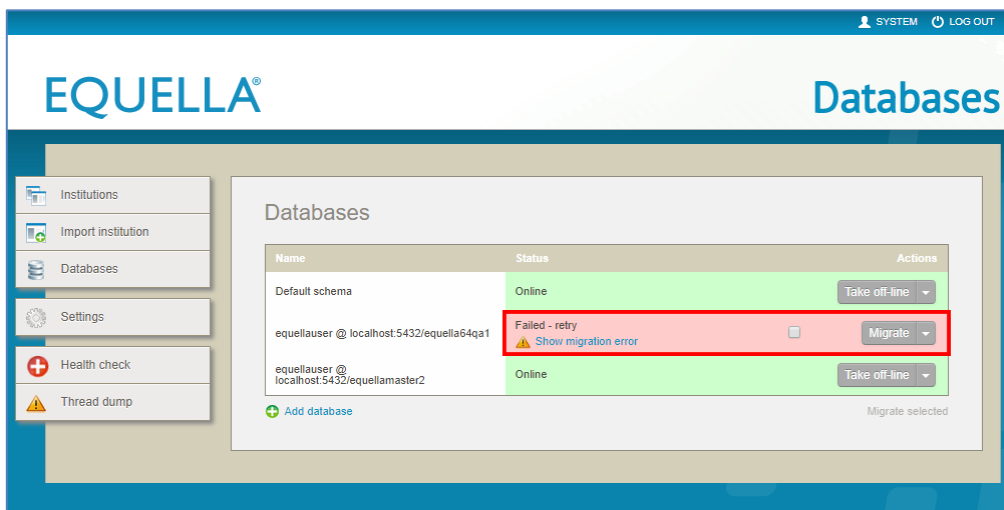 SYSTEM LOG OUT
EQUELLA®
Databases
Institutions
Import institution
Databases
Settings
Health check
Thread dump
Databases
Name Status Actions
Default schema Online Take off-line
equellauser @ localhost:5432/equella64qa1 Failed - retry Migrate
Show migration error
equellauser @
localhost:5432/equellamaster2 Online Take off-line
Add database Migrate selected